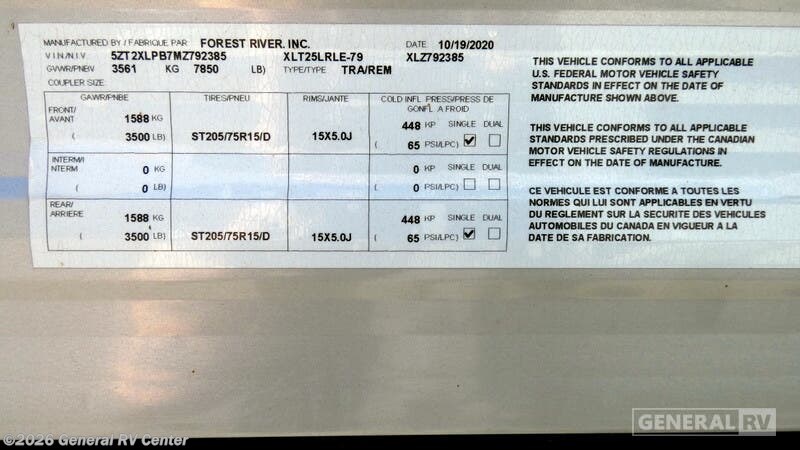 MANUFACTURED BY / FABRIQUE PAR FOREST RIVER. INC. DATE 10/19/2020
V.I.N./N.I.V. 5ZT2XLPB7MZ792385 XLT25LRLE-79 XLZ792385
GVWR/PNBV 3561 KG 7850 LB) TYPE/TYPE TRA/REM
COUPLER SIZE:
GAWR/PNBE TIRES/PNEU RIMS/JANTE COLD INFL PRESS/PRESS DE GONFL A FROID
FRONT/ AVANT 1588 KG 448 KP SINGLE DUAL
( 3500 LB) ST205/75R15/D 15X5.0J ( 65 PSI/LPC)
INTERM/I NTERM 0 KG 0 KP SINGLE DUAL
( 0 LB) ( 0 PSI/LPC)
REAR/ ARRIERE 1588 KG 448 KP SINGLE DUAL
( 3500 LB) ST205/75R15/D 15X5.0J ( 65 PSI/LPC)
THIS VEHICLE CONFORMS TO ALL APPLICABLE
U.S. FEDERAL MOTOR VEHICLE SAFETY
STANDARDS IN EFFECT ON THE DATE OF
MANUFACTURE SHOWN ABOVE.
THIS VEHICLE CONFORMS TO ALL APPLICABLE
STANDARDS PRESCRIBED UNDER THE CANADIAN
MOTOR VEHICLE SAFETY REGULATIONS IN
EFFECT ON THE DATE OF MANUFACTURE.
CE VEHICULE EST CONFORME A TOUTES LES
NORMES QUI LUI SONT APPLICABLES EN VERTU
DU REGLEMENT SUR LA SECURITE DES VEHICULES
AUTOMOBILES DU CANADA EN VIGUEUR A LA
DATE DE SA FABRICATION.
GENERAL RV
©2026 General RV Center